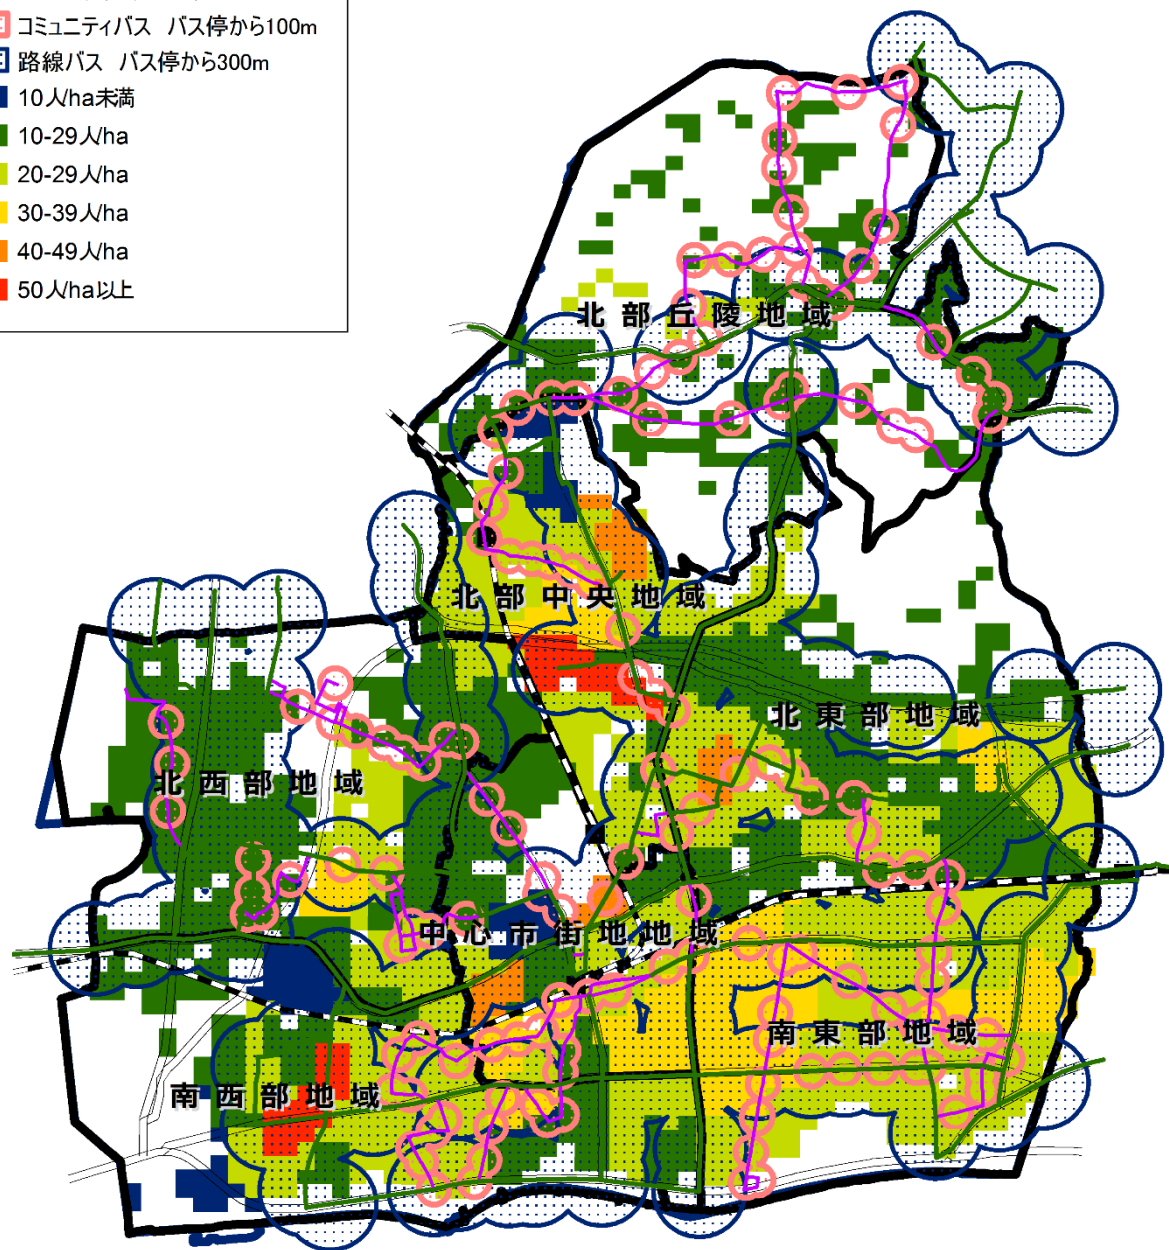 コミュニティバス バス停から100m
路線バス バス停から300m
10人/ha未満
10-29人/ha
20-29人/ha
30-39人/ha
40-49人/ha
50人/ha以上
北部丘陵地域
北部中央地域
北東部地域
北西部地域
中心市街地地域
南東部地域
南西部地域